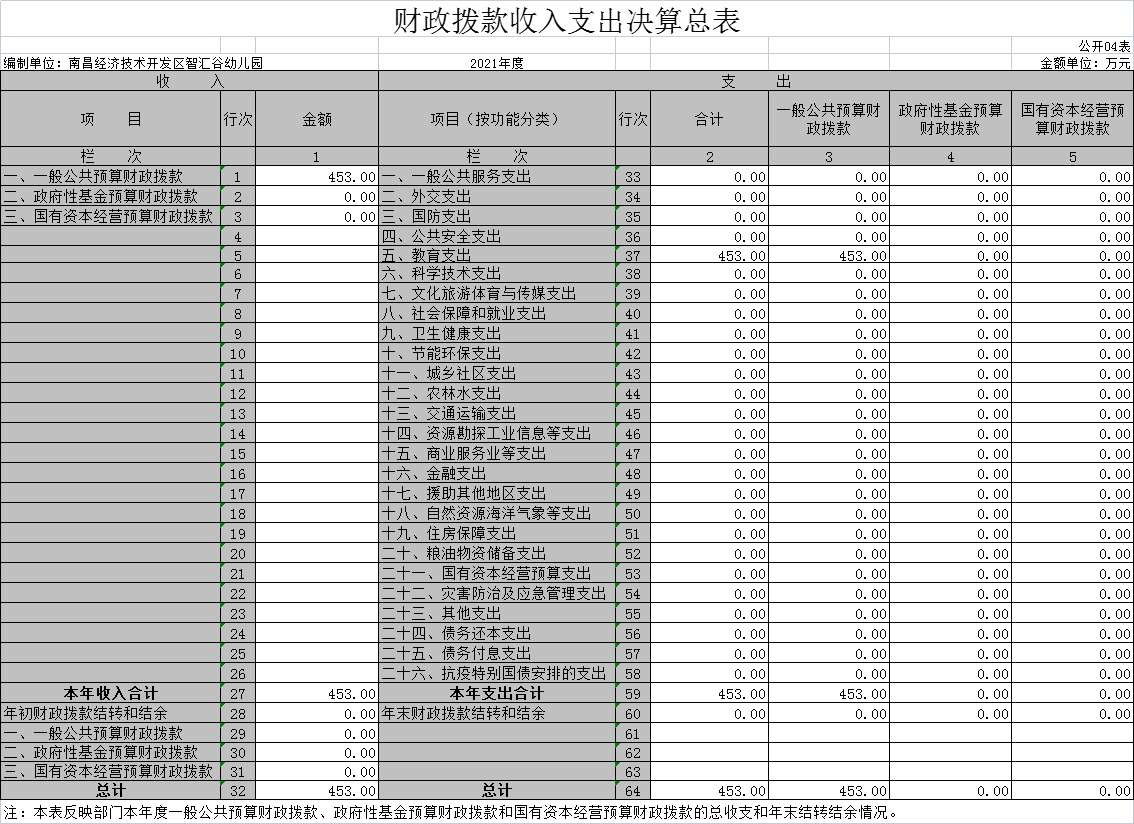 财政拨款收入支出决算总表
公开04表
编制单位：南昌经济技术开发区智汇谷幼儿园 2021年度 金额单位：万元
收 入 支 出
项 目 行次 金额 项目（按功能分类） 行次 合计 一般公共预算财政拨款 政府性基金预算财政拨款 国有资本经营预算财政拨款
栏 次 1 栏 次 2 3 4 5
一、一般公共预算财政拨款 1 453.00 一、一般公共服务支出 33 0.00 0.00 0.00 0.00
二、政府性基金预算财政拨款 2 0.00 二、外交支出 34 0.00 0.00 0.00 0.00
三、国有资本经营预算财政拨款 3 0.00 三、国防支出 35 0.00 0.00 0.00 0.00
4 四、公共安全支出 36 0.00 0.00 0.00 0.00
5 五、教育支出 37 453.00 453.00 0.00 0.00
6 六、科学技术支出 38 0.00 0.00 0.00 0.00
7 七、文化旅游体育与传媒支出 39 0.00 0.00 0.00 0.00
8 八、社会保障和就业支出 40 0.00 0.00 0.00 0.00
9 九、卫生健康支出 41 0.00 0.00 0.00 0.00
10 十、节能环保支出 42 0.00 0.00 0.00 0.00
11 十一、城乡社区支出 43 0.00 0.00 0.00 0.00
12 十二、农林水支出 44 0.00 0.00 0.00 0.00
13 十三、交通运输支出 45 0.00 0.00 0.00 0.00
14 十四、资源勘探工业信息等支出 46 0.00 0.00 0.00 0.00
15 十五、商业服务业等支出 47 0.00 0.00 0.00 0.00
16 十六、金融支出 48 0.00 0.00 0.00 0.00
17 十七、援助其他地区支出 49 0.00 0.00 0.00 0.00
18 十八、自然资源海洋气象等支出 50 0.00 0.00 0.00 0.00
19 十九、住房保障支出 51 0.00 0.00 0.00 0.00
20 二十、粮油物资储备支出 52 0.00 0.00 0.00 0.00
21 二十一、国有资本经营预算支出 53 0.00 0.00 0.00 0.00
22 二十二、灾害防治及应急管理支出 54 0.00 0.00 0.00 0.00
23 二十三、其他支出 55 0.00 0.00 0.00 0.00
24 二十四、债务还本支出 56 0.00 0.00 0.00 0.00
25 二十五、债务付息支出 57 0.00 0.00 0.00 0.00
26 二十六、抗疫特别国债安排的支出 58 0.00 0.00 0.00 0.00
本年收入合计 27 453.00 本年支出合计 59 453.00 453.00 0.00 0.00
年初财政拨款结转和结余 28 0.00 年末财政拨款结转和结余 60 0.00 0.00 0.00 0.00
一、一般公共预算财政拨款 29 0.00 61
二、政府性基金预算财政拨款 30 0.00 62
三、国有资本经营预算财政拨款 31 0.00 63
总计 32 453.00 总计 64 453.00 453.00 0.00 0.00
注：本表反映部门本年度一般公共预算财政拨款、政府性基金预算财政拨款和国有资本经营预算财政拨款的总收支和年末结转结余情况。